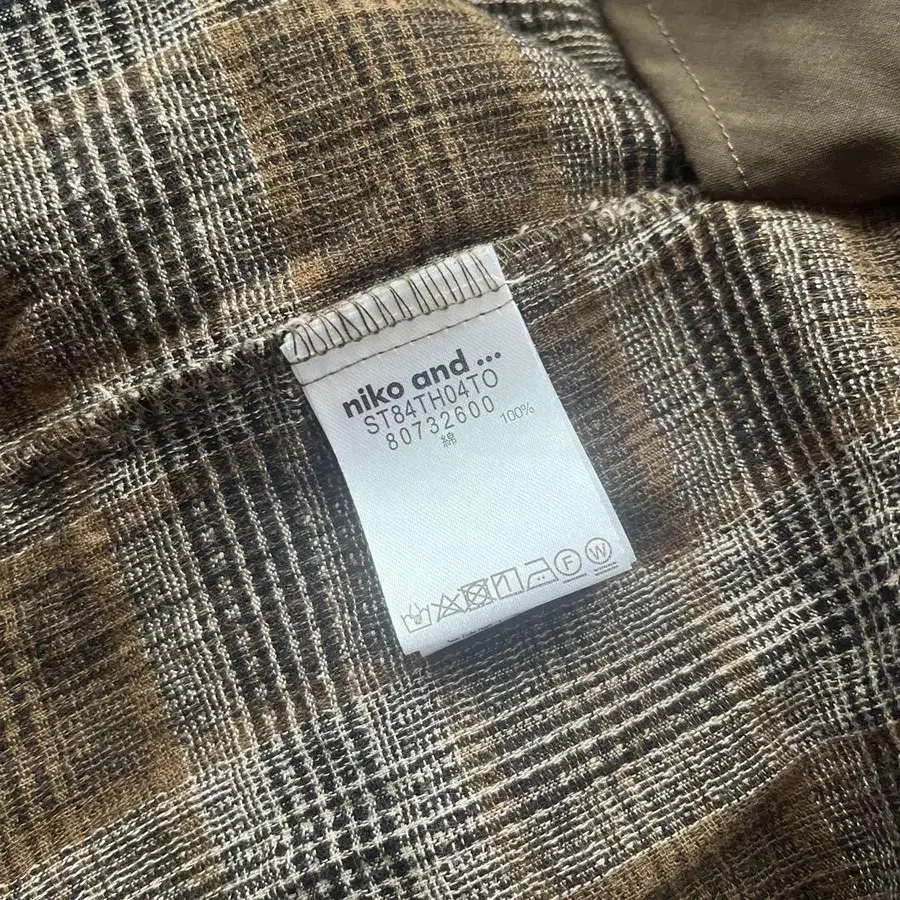 niko and ...
ST84TH04TO
80732600
綿 100%
F W